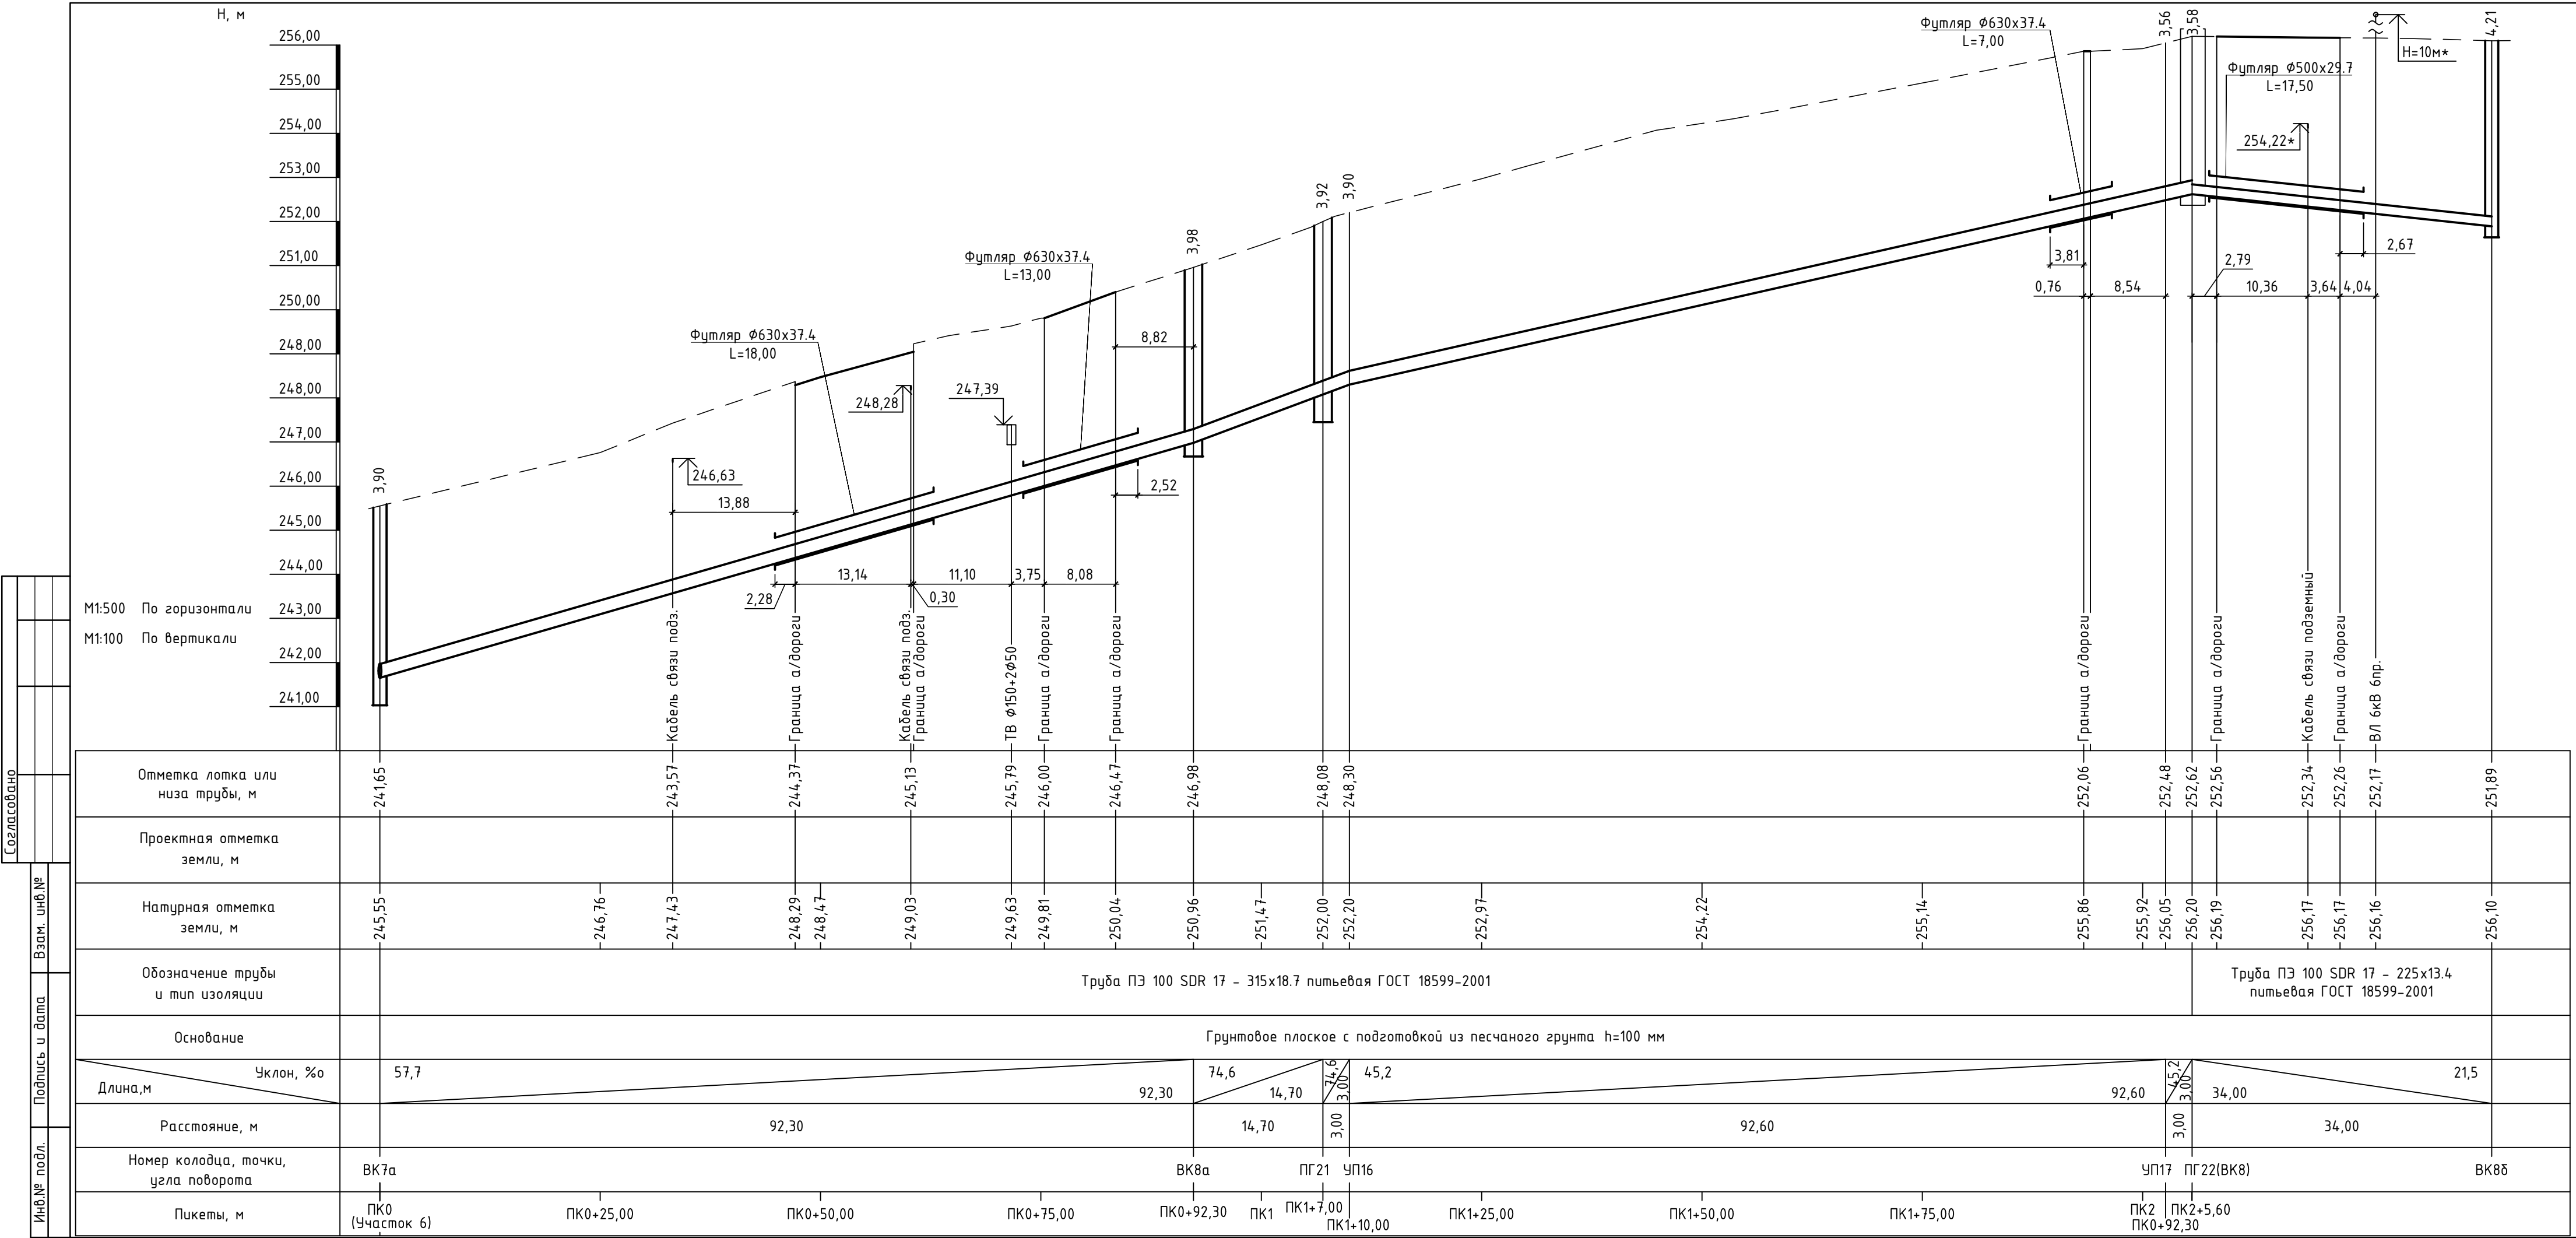 Н, м
256,00
255,00
254,00
253,00
252,00
251,00
250,00
248,00
248,00
247,00
246,00
245,00
244,00
243,00
242,00
241,00
М1:500 По горизонтали
М1:100 По вертикали
3,90
246,63
13,88
Футляр ϕ630x37.4
L=18,00
248,28
2,28
13,14
0,30
11,10
3,75
8,08
247,39
Футляр ϕ630x37.4
L=13,00
2,52
8,82
3,98
3,92
3,90
Футляр ϕ630x37.4
L=7,00
3,81
0,76
8,54
3,56
3,58
Футляр ϕ500x29.7
L=17,50
254,22*
2,79
10,36
3,64
4,04
2,67
H=10м*
4,21
Кабель связи подз.
Граница а/дороги
Кабель связи подз.
Граница а/дороги
ТВ ϕ150+2ϕ50
Граница а/дороги
Граница а/дороги
Граница а/дороги
Граница а/дороги
Кабель связи подземный
Граница а/дороги
ВЛ 6кВ 6пр.
Отметка лотка или
низа трубы, м
241,65
243,57
244,37
245,13
245,79
246,00
246,47
246,98
248,08
248,30
252,06
252,48
252,62
252,56
252,34
252,26
252,17
251,89
Проектная отметка
земли, м
Натурная отметка
земли, м
245,55
246,76
247,43
248,29
248,47
249,03
249,63
249,81
250,04
250,96
251,47
252,00
252,20
252,97
254,22
255,14
255,86
255,92
256,05
256,20
256,19
256,17
256,17
256,16
256,10
Обозначение трубы
и тип изоляции
Труба ПЭ 100 SDR 17 - 315x18.7 питьевая ГОСТ 18599-2001
Труба ПЭ 100 SDR 17 - 225x13.4
питьевая ГОСТ 18599-2001
Основание
Грунтовое плоское с подготовкой из песчаного грунта h=100 мм
Уклон, %о
Длина,м
57,7
92,30
74,6
14,70
74,6
3,00
45,2
92,60
45,2
3,00
34,00
21,5
Расстояние, м
92,30
14,70
3,00
92,60
3,00
34,00
Номер колодца, точки,
угла поворота
ВК7а
ВК8а
ПГ21
УП16
УП17
ПГ22(ВК8)
ВК8б
Пикеты, м
ПК0
(Участок 6)
ПК0+25,00
ПК0+50,00
ПК0+75,00
ПК0+92,30
ПК1
ПК1+7,00
ПК1+10,00
ПК1+25,00
ПК1+50,00
ПК1+75,00
ПК2
ПК0+92,30
ПК2+5,60
Согласовано
Взам. инв.№
Подпись и дата
Инв.№ подл.